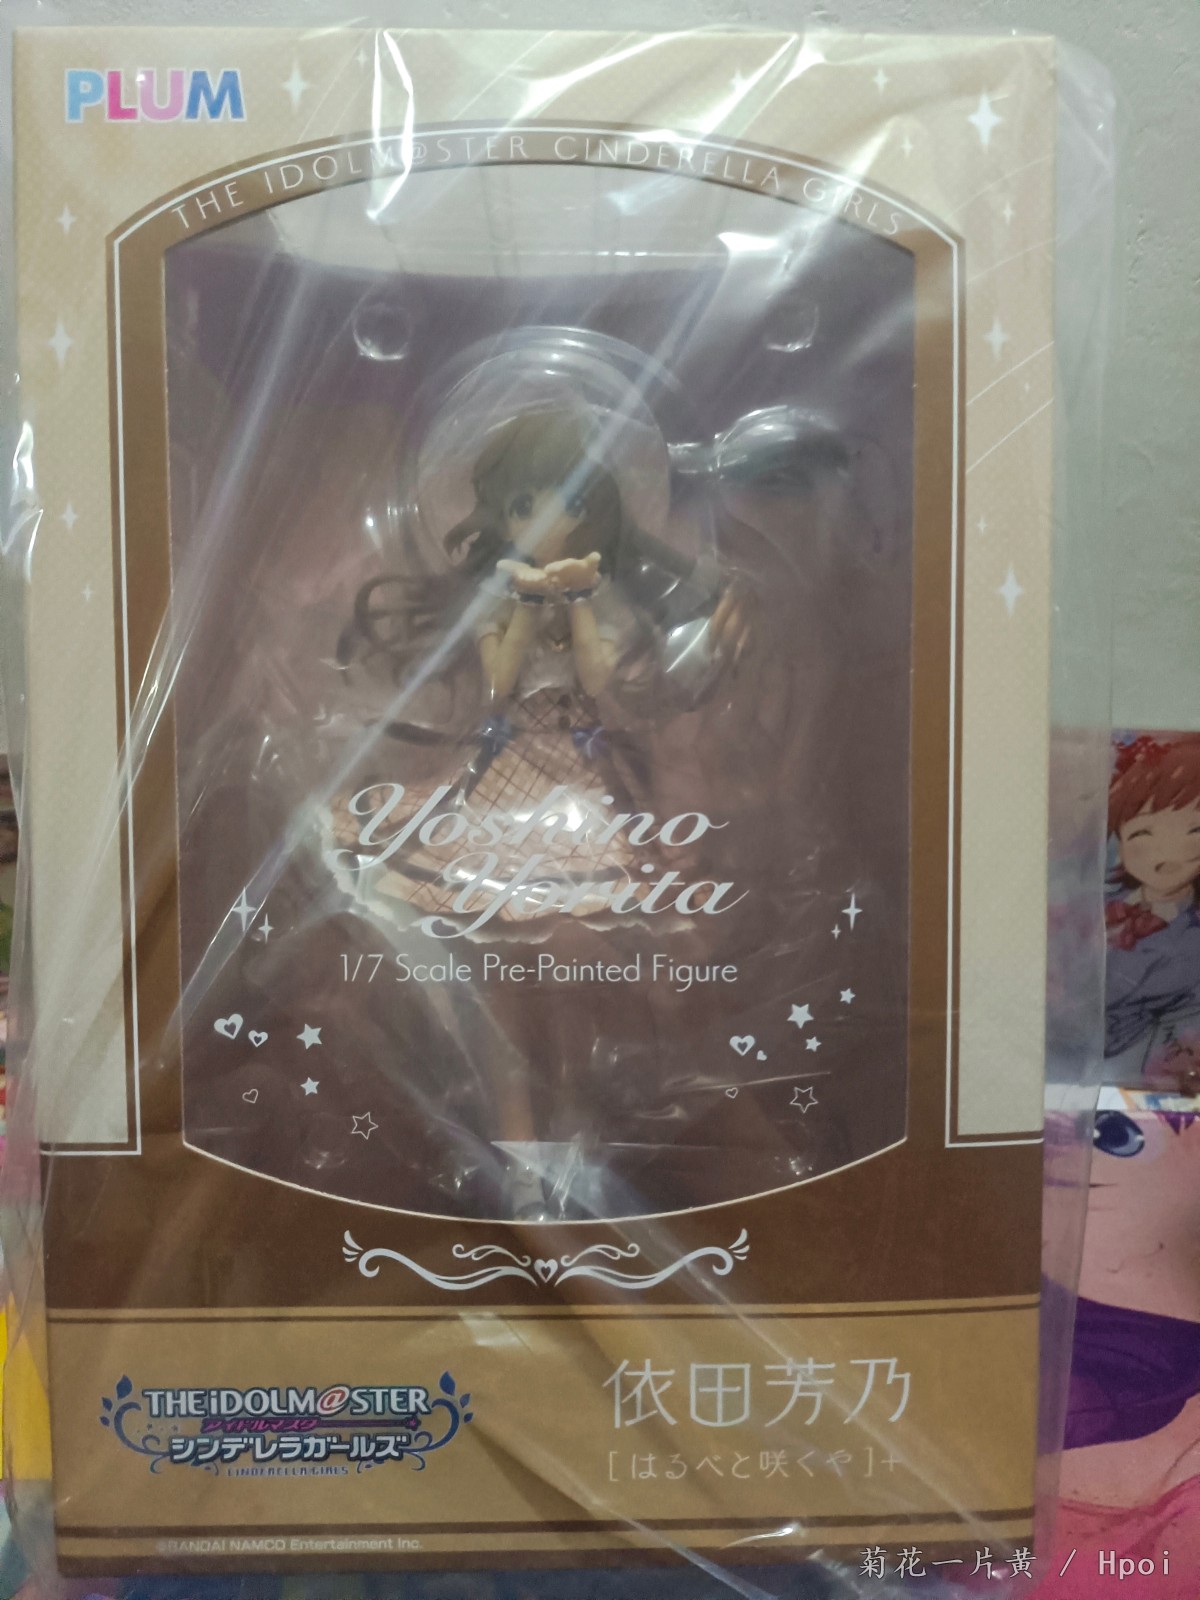 PLUM
THE IDOLM@STER CINDERELLA GIRLS
Yoshino
Yorita
1/7 Scale Pre-Painted Figure
THE iDOLM@STER
アイドルマスター
シンデレラガールズ
CINDERELLA GIRLS
依田芳乃
[はるべと咲くや]+
©BANDAI NAMCO Entertainment Inc.
菊花一片黄 / Hpoi